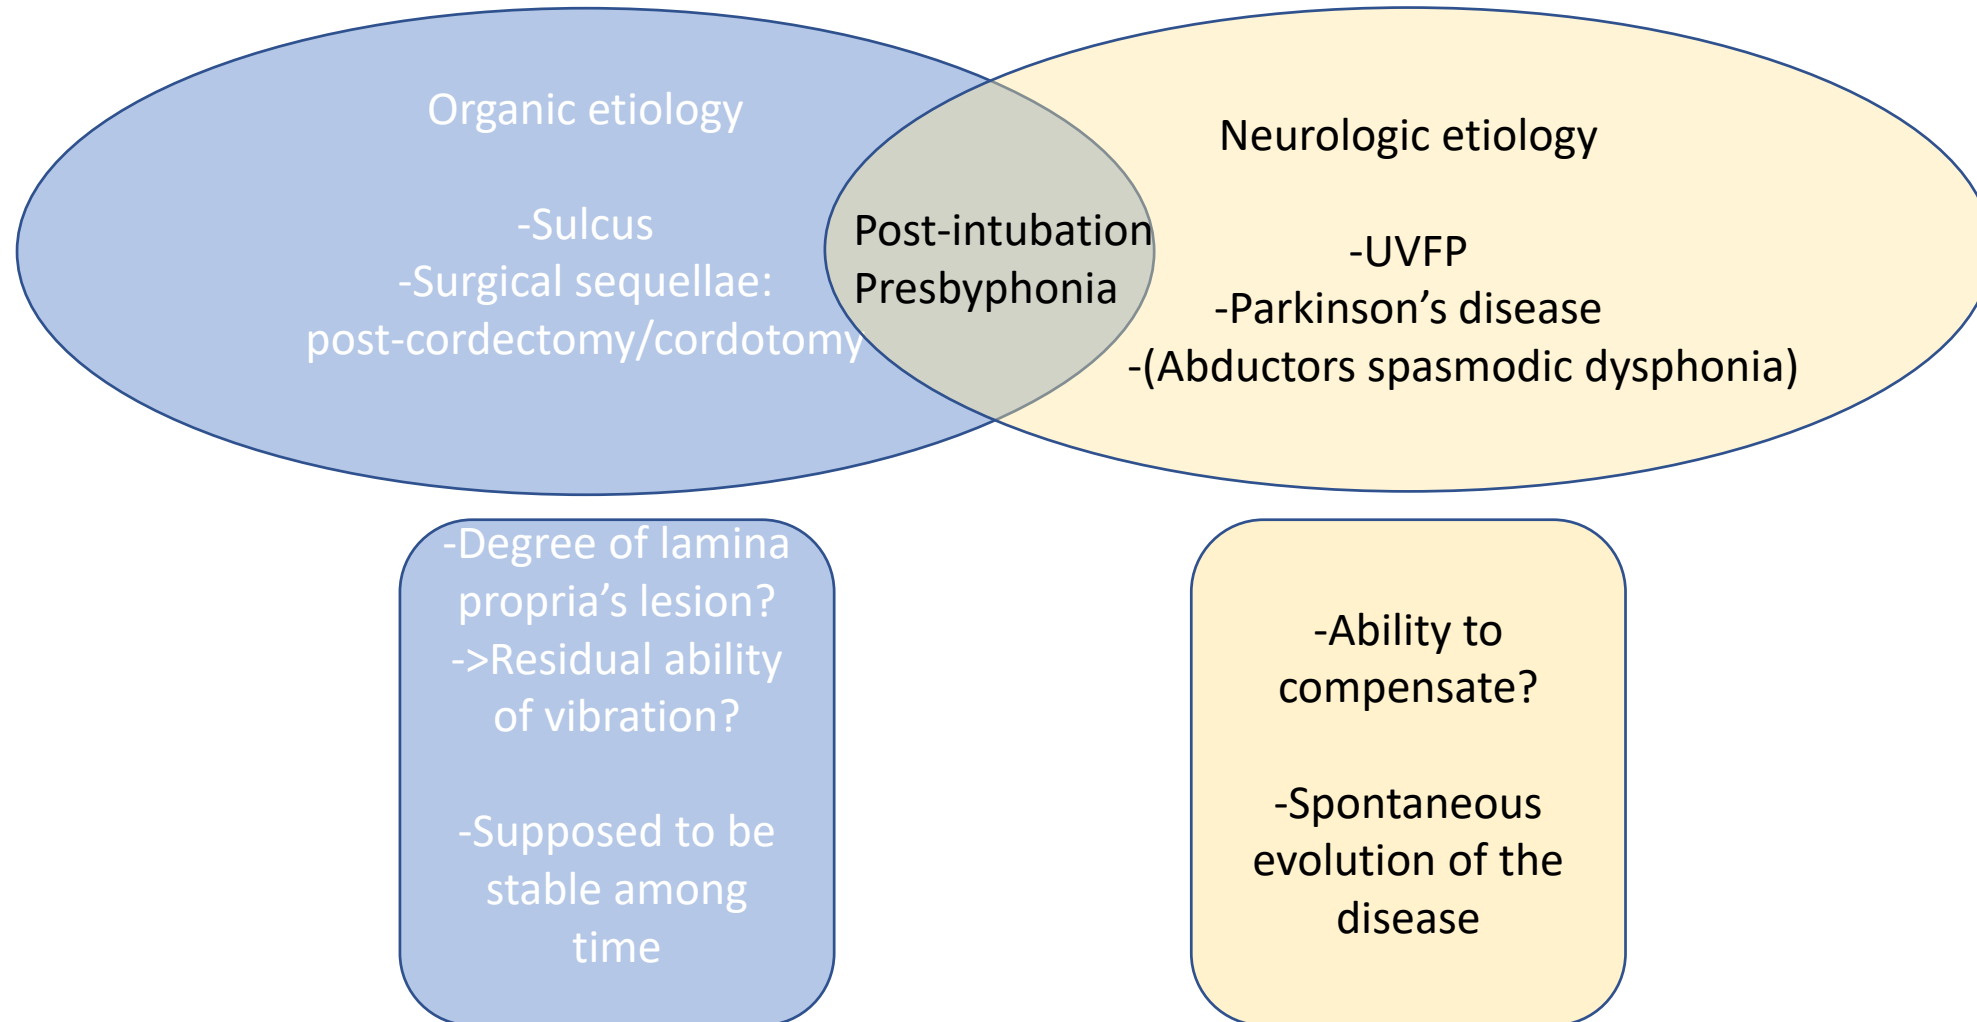 Organic etiology
-Sulcus
-Surgical sequellae:
post-cordectomy/cordotomy
Post-intubation
Presbyphonia
Neurologic etiology
-UVFP
-Parkinson’s disease
-(Abductors spasmodic dysphonia)
-Degree of lamina
propria’s lesion?
->Residual ability
of vibration?
-Supposed to be
stable among
time
-Ability to
compensate?
-Spontaneous
evolution of the
disease